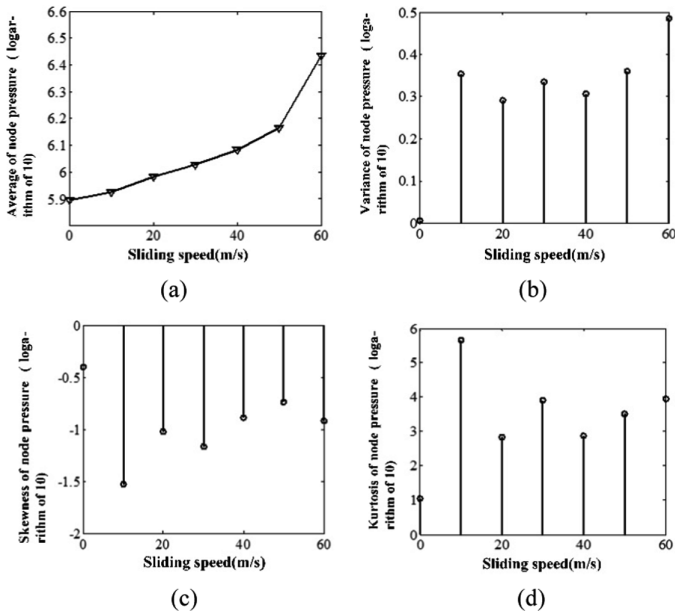 Average of node pressure ( logar-
ithm of 10)
6.6
6.5
6.4
6.3
6.2
6.1
6
5.9
0
20
40
60
Sliding speed(m/s)
(a)
Variance of node pressure ( loga-
rithm of 10)
0.5
0.4
0.3
0.2
0.1
0
0
20
40
60
Sliding speed(m/s)
(b)
Skewness of node pressure ( loga-
rithm of 10)
0
-0.5
-1
-1.5
-2
0
20
40
60
Sliding speed(m/s)
(c)
Kurtosis of node pressure ( loga-
rithm of 10)
6
5
4
3
2
1
0
0
20
40
60
Sliding speed(m/s)
(d)